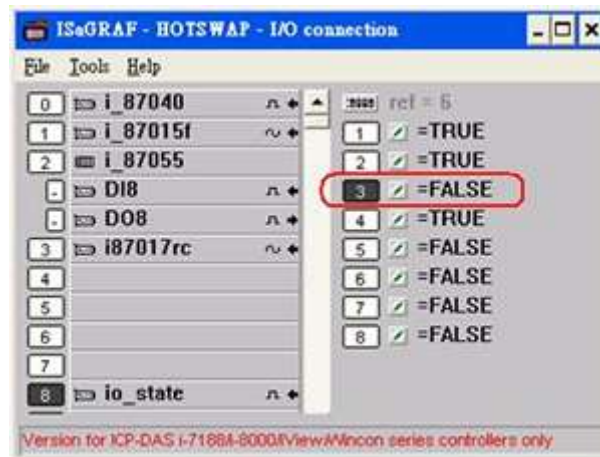 ISaGRAF - HOTSWAP - I/O connection
File Tools Help
0 i_87040
1 i_87015f
2 i_87055
. DI8
. DO8
3 i87017rc
4
5
6
7
8 io_state
ref = 6
1 =TRUE
2 =TRUE
3 =FALSE
4 =TRUE
5 =FALSE
6 =FALSE
7 =FALSE
8 =FALSE
Version for ICP-DAS i-7188/i-8000/iView/Wincon series controllers only